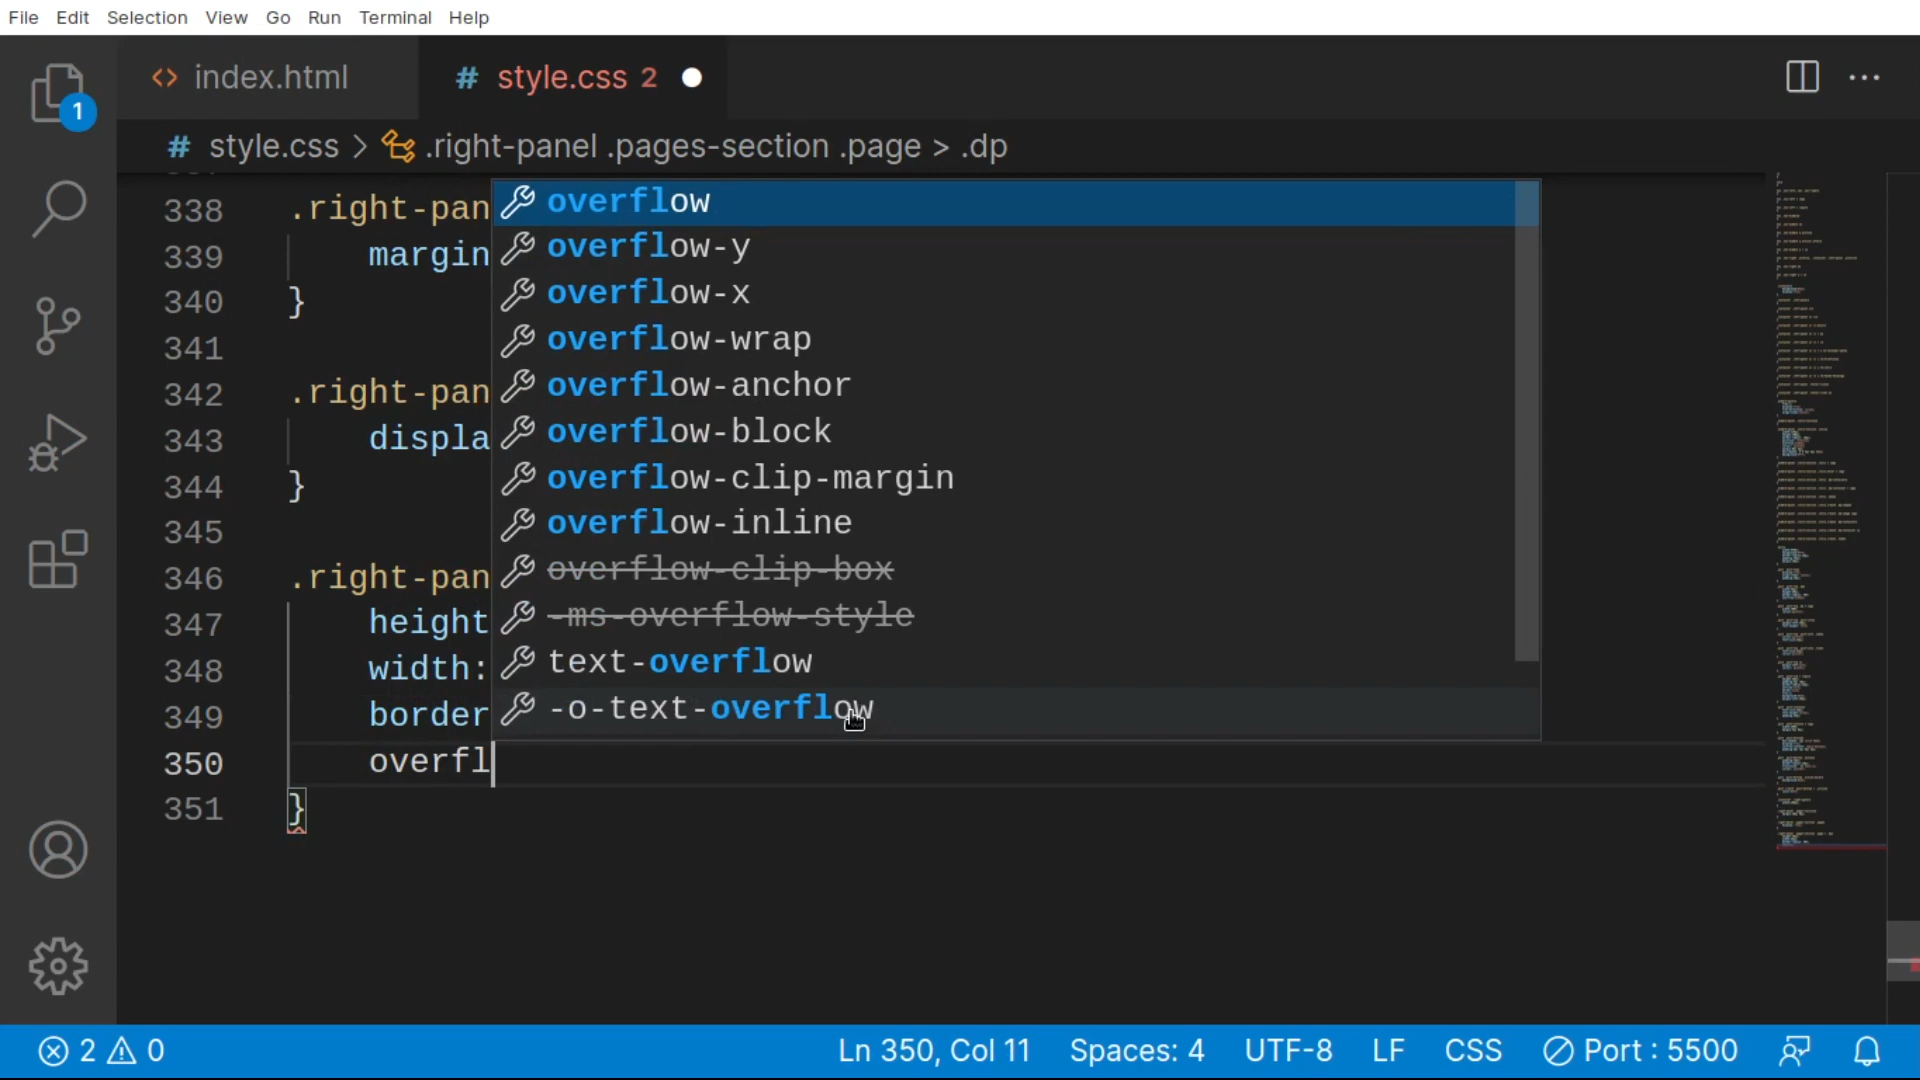 File Edit Selection View Go Run Terminal Help
index.html
# style.css 2
1
# style.css > .right-panel .pages-section .page > .dp
338 .right-pan
overflow
overflow-y
339 margin
overflow-x
340 }
overflow-wrap
341
overflow-anchor
342 .right-pan
overflow-block
343 displa
overflow-clip-margin
344 }
overflow-inline
345
overflow-clip-box
346 .right-pan
-ms-overflow-style
347 height
text-overflow
348 width:
-o-text-overflow
349 border
350 overfl
351 }
2 0 Ln 350, Col 11 Spaces: 4 UTF-8 LF CSS Port : 5500